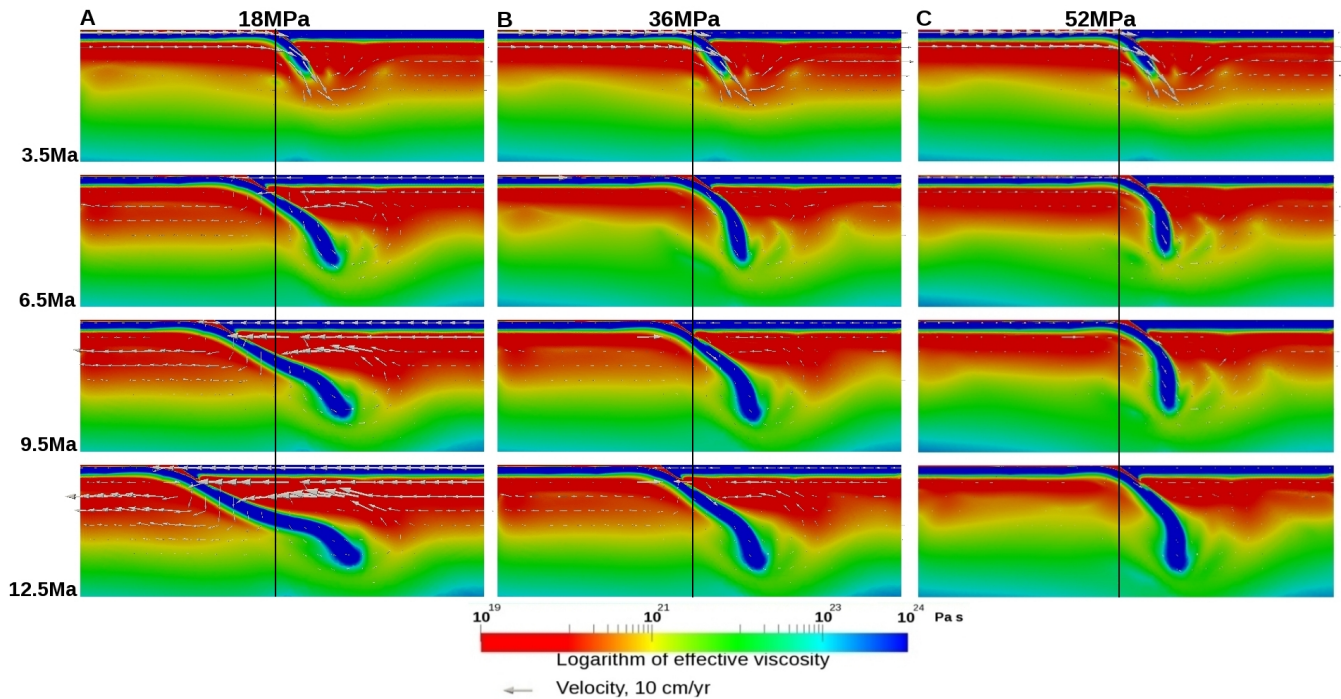 A 18MPa B 36MPa C 52MPa
3.5Ma
6.5Ma
9.5Ma
12.5Ma
10^19 10^21 10^23 10^24 Pa s
Logarithm of effective viscosity
Velocity, 10 cm/yr